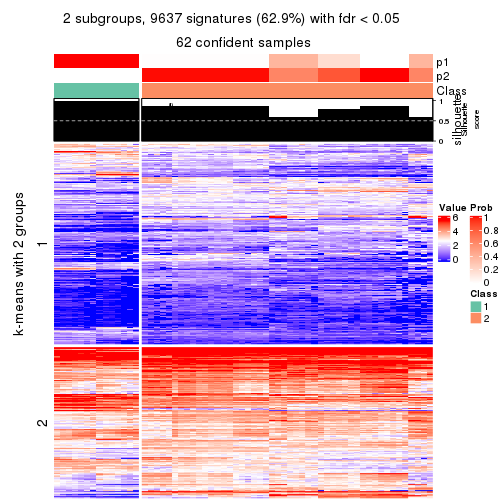 2 subgroups, 9637 signatures (62.9%) with fdr < 0.05
62 confident samples
p1
p2
Class
1
0.5
0
silhouette
Silhouette
score
k-means with 2 groups
1
2
Value
6
4
2
0
Prob
1
0.8
0.6
0.4
0.2
0
Class
1
2